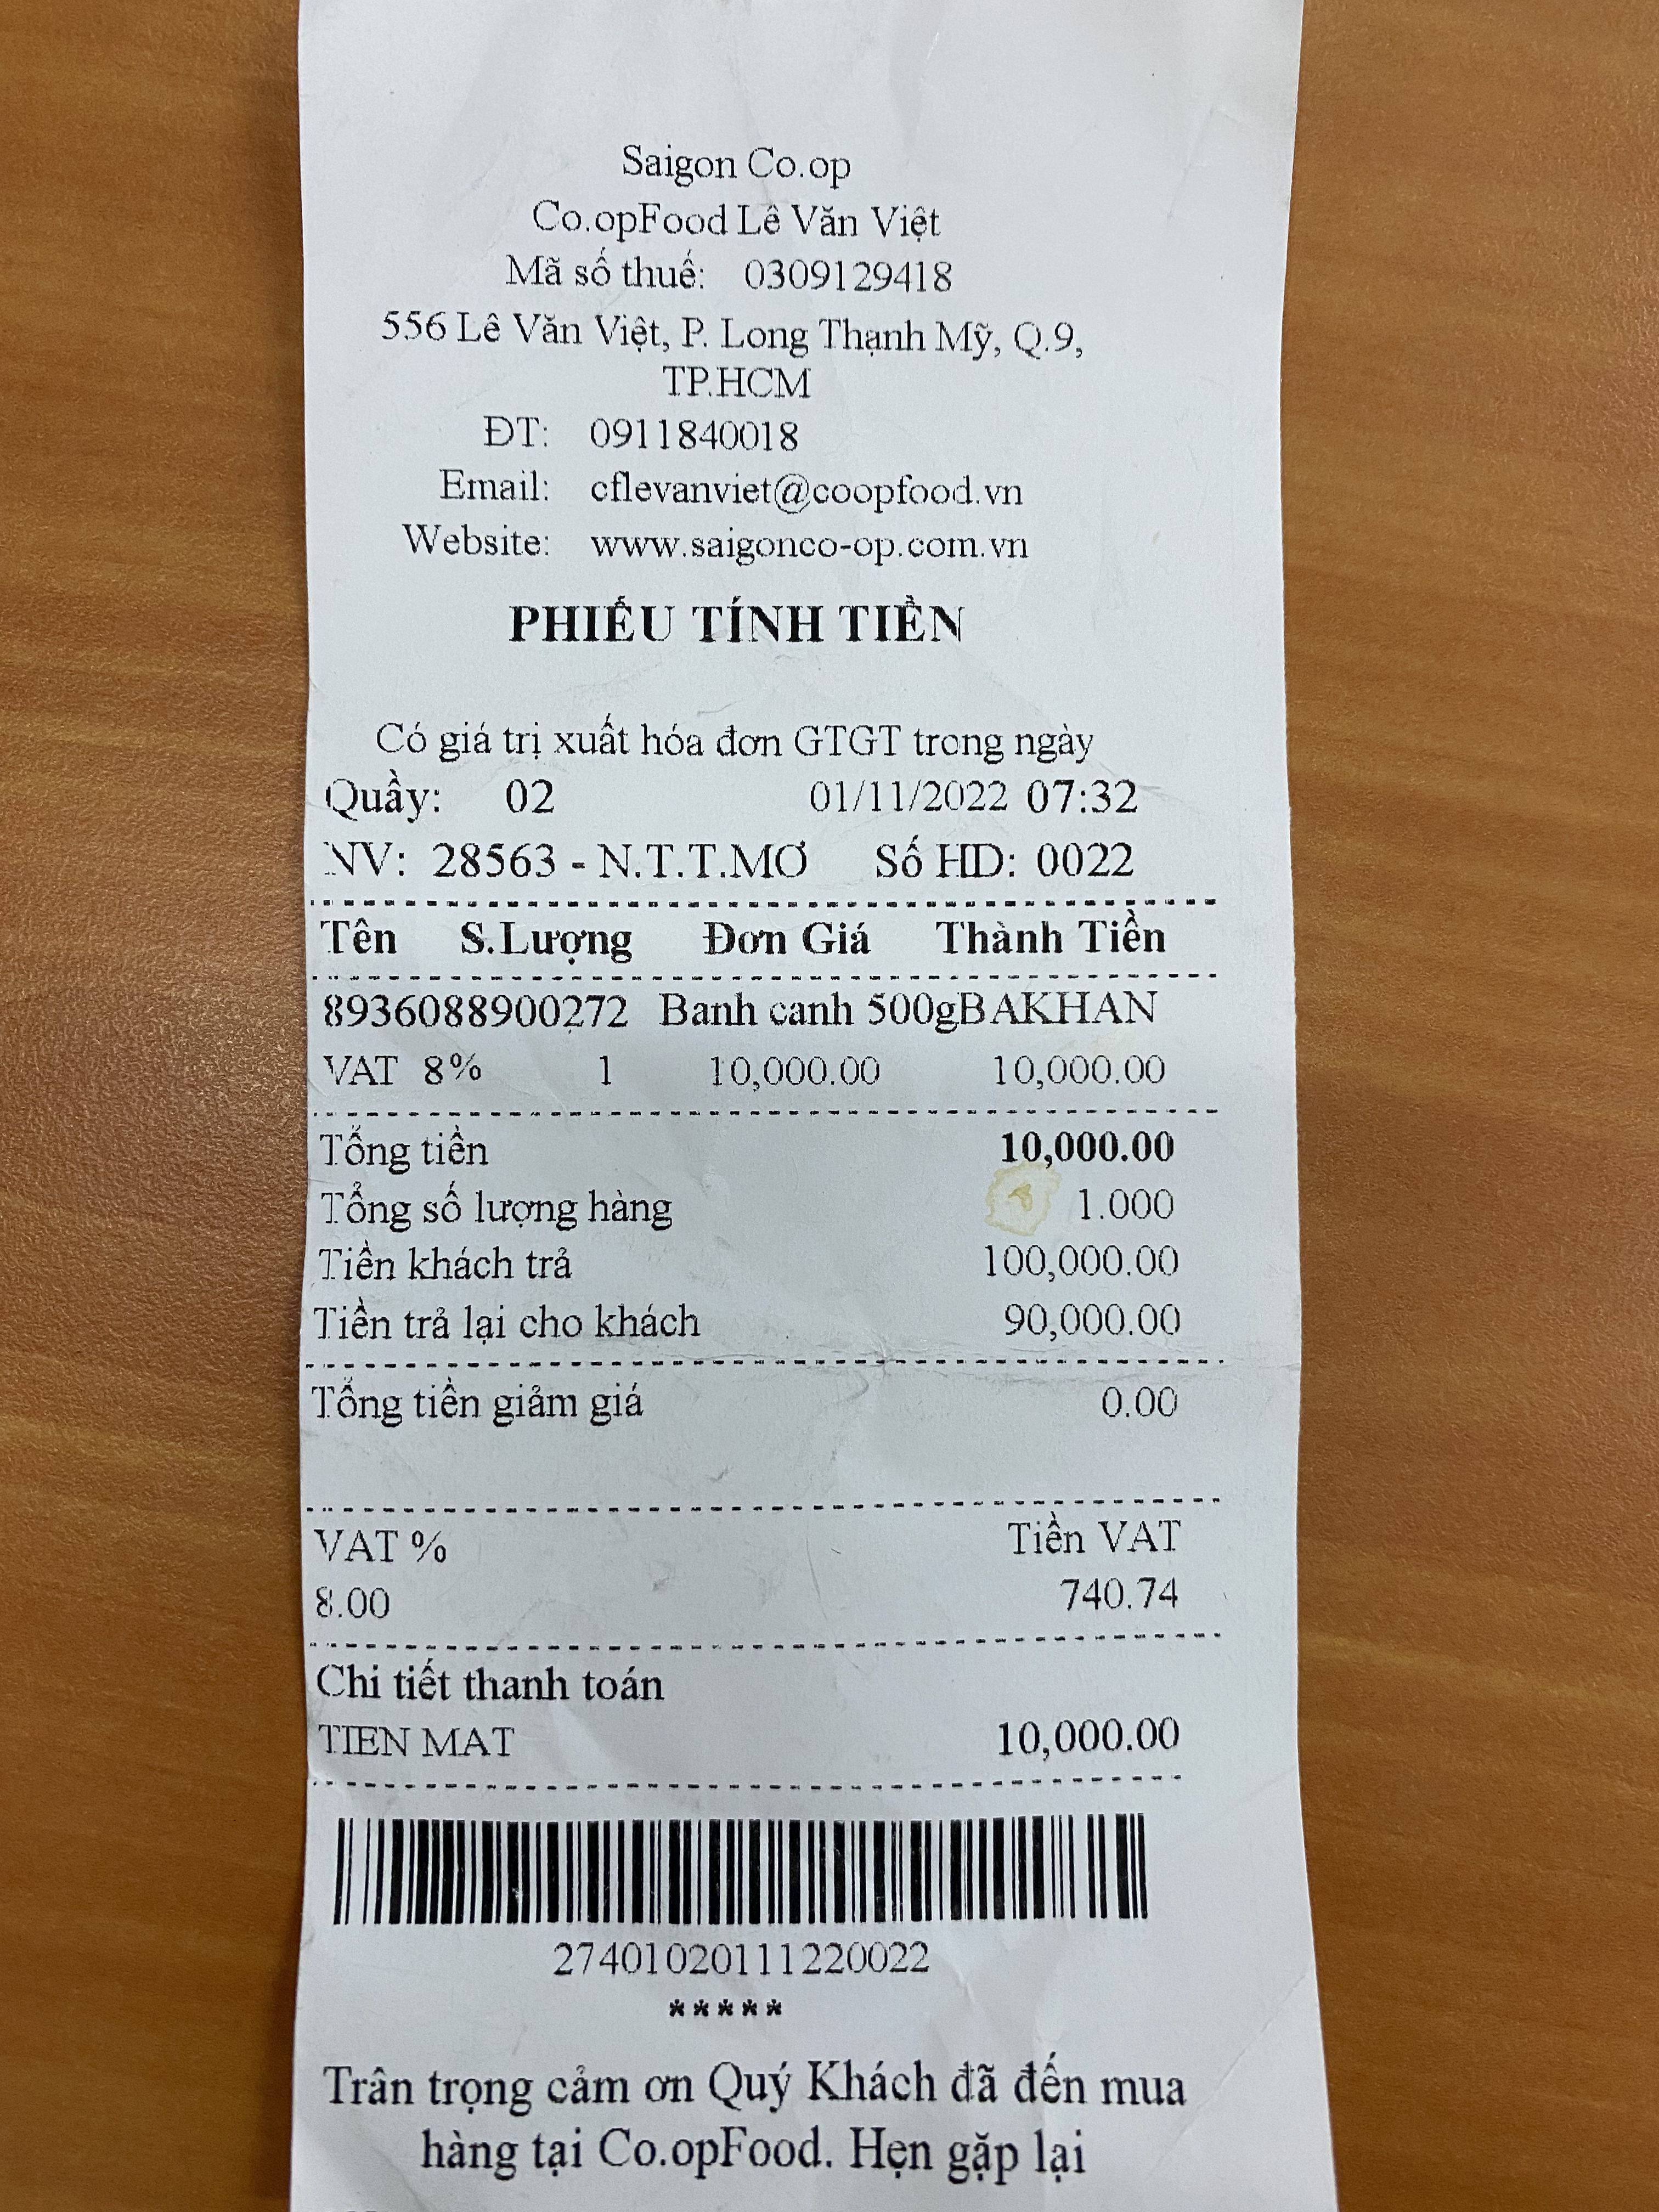 Saigon Co.op
Co.opFood Lê Văn Việt
Mã số thuế: 0309129418
556 Lê Văn Việt, P. Long Thạnh Mỹ, Q.9,
TP.HCM
ĐT: 0911840018
Email: cflevanviet@coopfood.vn
Website: www.saigonco-op.com.vn
PHIẾU TÍNH TIỀN
Có giá trị xuất hóa đơn GTGT trong ngày
Quầy: 02 01/11/2022 07:32
NV: 28563 - N.T.T.MƠ Số HD: 0022
Tên S.Lượng Đơn Giá Thành Tiền
8936088900272 Banh canh 500gBAKHAN
VAT 8% 1 10,000.00 10,000.00
Tổng tiền 10,000.00
Tổng số lượng hàng 1.000
Tiền khách trả 100,000.00
Tiền trả lại cho khách 90,000.00
Tổng tiền giảm giá 0.00
VAT % Tiền VAT
8.00 740.74
Chi tiết thanh toán
TIEN MAT 10,000.00
27401020111220022
*****
Trân trọng cảm ơn Quý Khách đã đến mua
hàng tại Co.opFood. Hẹn gặp lại